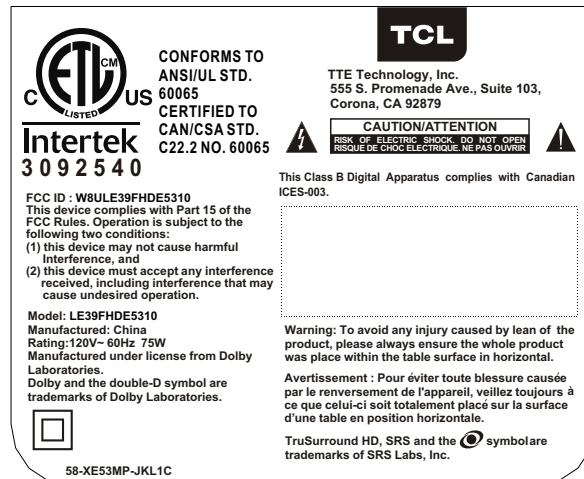 C
ETL
CM
US
LISTED
Intertek
3092540
CONFORMS TO
ANSI/UL STD.
60065
CERTIFIED TO
CAN/CSA STD.
C22.2 NO. 60065
FCC ID : W8ULE39FHDE5310
This device complies with Part 15 of the
FCC Rules. Operation is subject to the
following two conditions:
(1) this device may not cause harmful
Interference, and
(2) this device must accept any interference
received, including interference that may
cause undesired operation.
Model: LE39FHDE5310
Manufactured: China
Rating:120V~ 60Hz 75W
Manufactured under license from Dolby
Laboratories.
Dolby and the double-D symbol are
trademarks of Dolby Laboratories.
58-XE53MP-JKL1C
TCL
TTE Technology, Inc.
555 S. Promenade Ave., Suite 103,
Corona, CA 92879
CAUTION/ATTENTION
RISK OF ELECTRIC SHOCK. DO NOT OPEN
RISQUE DE CHOC ELECTRIQUE. NE PAS OUVRIR
This Class B Digital Apparatus complies with Canadian
ICES-003.
Warning: To avoid any injury caused by lean of the
product, please always ensure the whole product
was place within the table surface in horizontal.
Avertissement : Pour éviter toute blessure causée
par le renversement de l'appareil, veillez toujours à
ce que celui-ci soit totalement placé sur la surface
d'une table en position horizontale.
TruSurround HD, SRS and the symbolare
trademarks of SRS Labs, Inc.